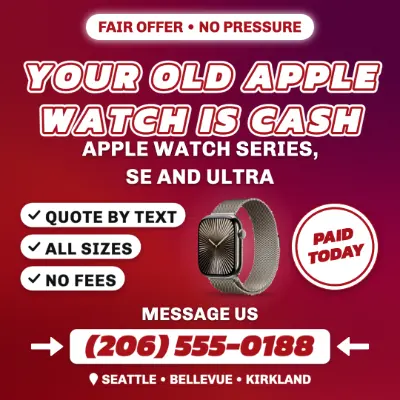 FAIR OFFER • NO PRESSURE
YOUR OLD APPLE
WATCH IS CASH
APPLE WATCH SERIES,
SE AND ULTRA
✓ QUOTE BY TEXT
✓ ALL SIZES
✓ NO FEES
PAID
TODAY
MESSAGE US
→ (206) 555-0188 ←
SEATTLE • BELLEVUE • KIRKLAND